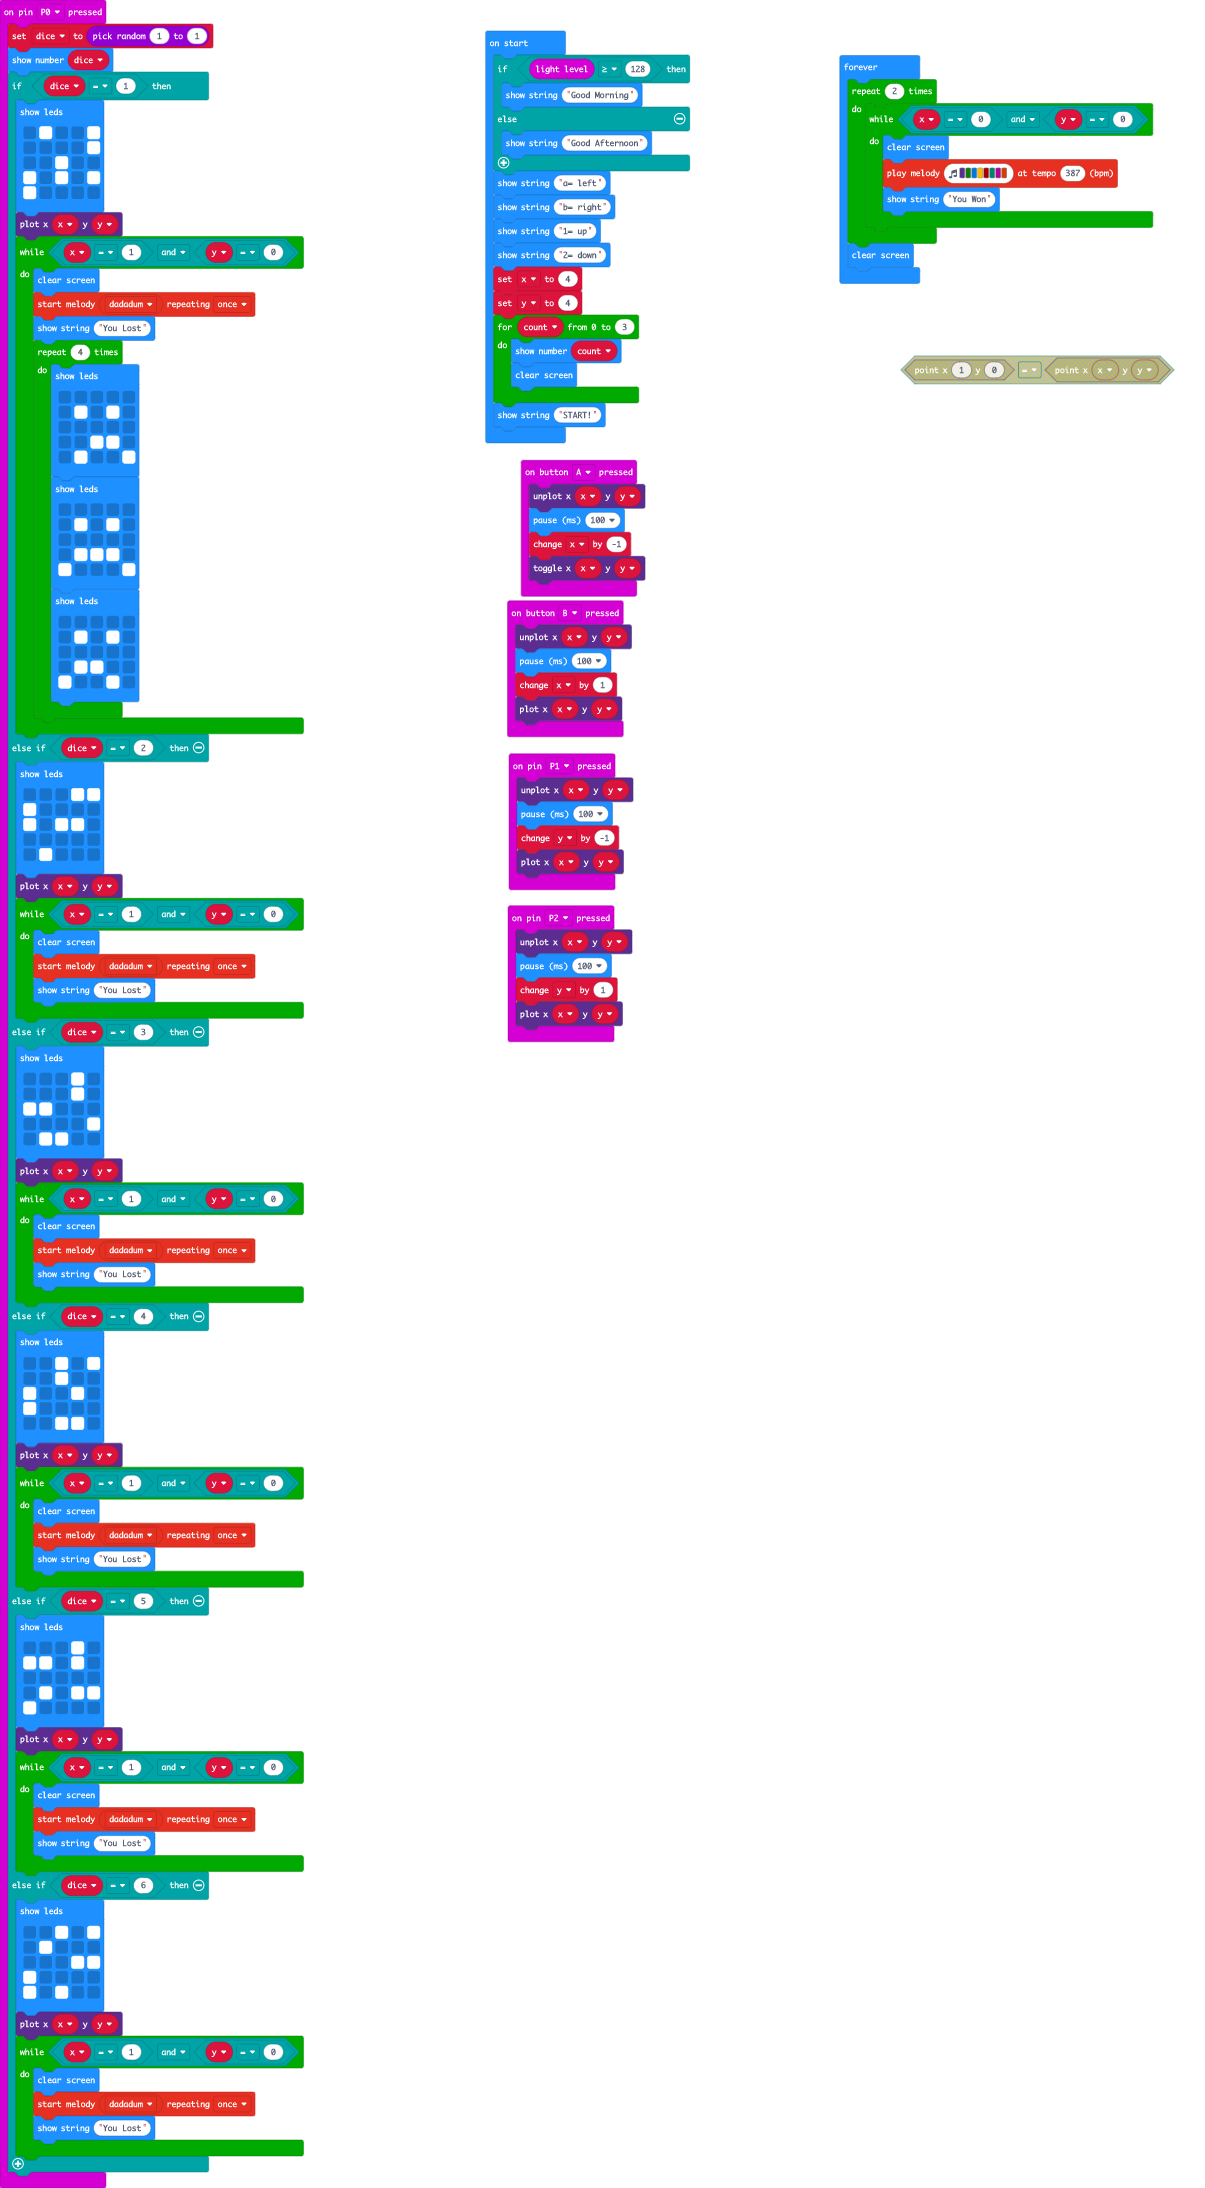 on pin P0 pressed
set dice to pick random 1 to 1
show number dice
if dice = 1 then
show leds
plot x x y y
while x = 1 and y = 0
do
clear screen
start melody dadadum repeating once
show string "You Lost"
repeat 4 times
do
show leds
show leds
show leds
else if dice = 2 then
show leds
plot x x y y
while x = 1 and y = 0
do
clear screen
start melody dadadum repeating once
show string "You Lost"
else if dice = 3 then
show leds
plot x x y y
while x = 1 and y = 0
do
clear screen
start melody dadadum repeating once
show string "You Lost"
else if dice = 4 then
show leds
plot x x y y
while x = 1 and y = 0
do
clear screen
start melody dadadum repeating once
show string "You Lost"
else if dice = 5 then
show leds
plot x x y y
while x = 1 and y = 0
do
clear screen
start melody dadadum repeating once
show string "You Lost"
else if dice = 6 then
show leds
plot x x y y
while x = 1 and y = 0
do
clear screen
start melody dadadum repeating once
show string "You Lost"
on start
if light level ≥ 128 then
show string "Good Morning"
else
show string "Good Afternoon"
show string "a= left"
show string "b= right"
show string "1= up"
show string "2= down"
set x to 4
set y to 4
for count from 0 to 3
do
show number count
clear screen
show string "START!"
on button A pressed
unplot x x y y
pause (ms) 100
change x by -1
toggle x x y y
on button B pressed
unplot x x y y
pause (ms) 100
change x by 1
plot x x y y
on pin P1 pressed
unplot x x y y
pause (ms) 100
change y by -1
plot x x y y
on pin P2 pressed
unplot x x y y
pause (ms) 100
change y by 1
plot x x y y
forever
repeat 2 times
do
while x = 0 and y = 0
do
clear screen
play melody at tempo 387 (bpm)
show string "You Won"
clear screen
point x 1 y 0 = point x x y y